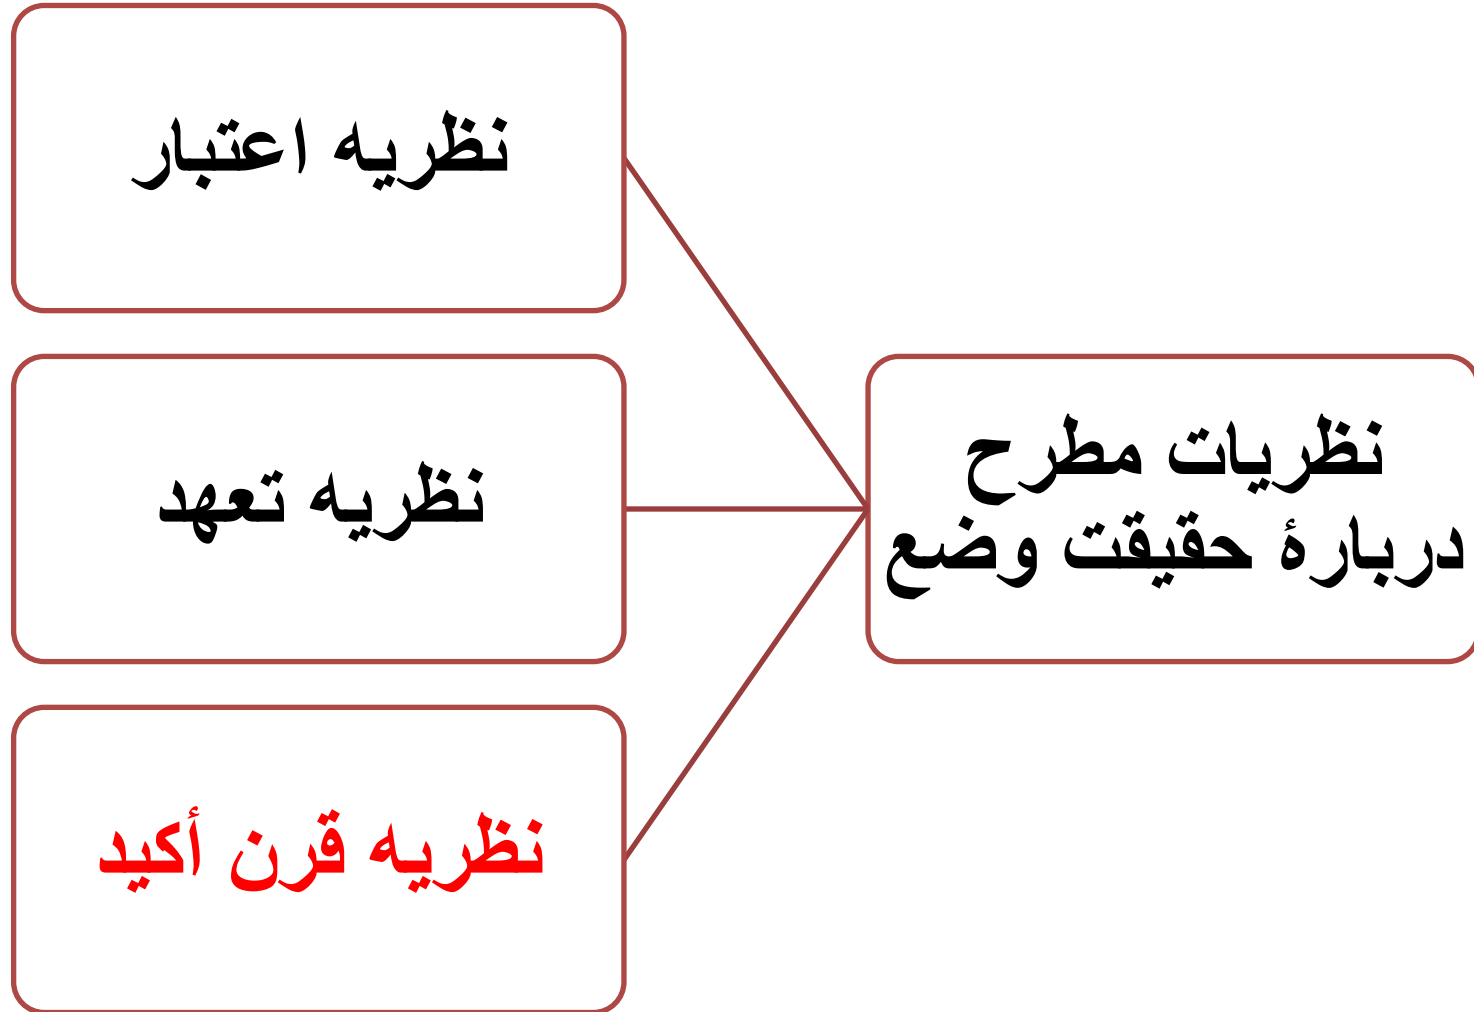 نظریات مطرح
دربارهٔ حقیقت وضع
نظریه اعتبار
نظریه تعهد
نظریه قرن أکید